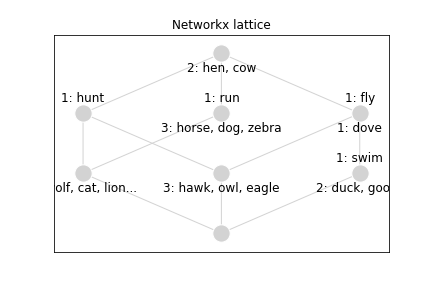 Networkx lattice
2: hen, cow
1: hunt
1: run
1: fly
3: horse, dog, zebra
1: dove
1: swim
olf, cat, lion...
3: hawk, owl, eagle
2: duck, goo